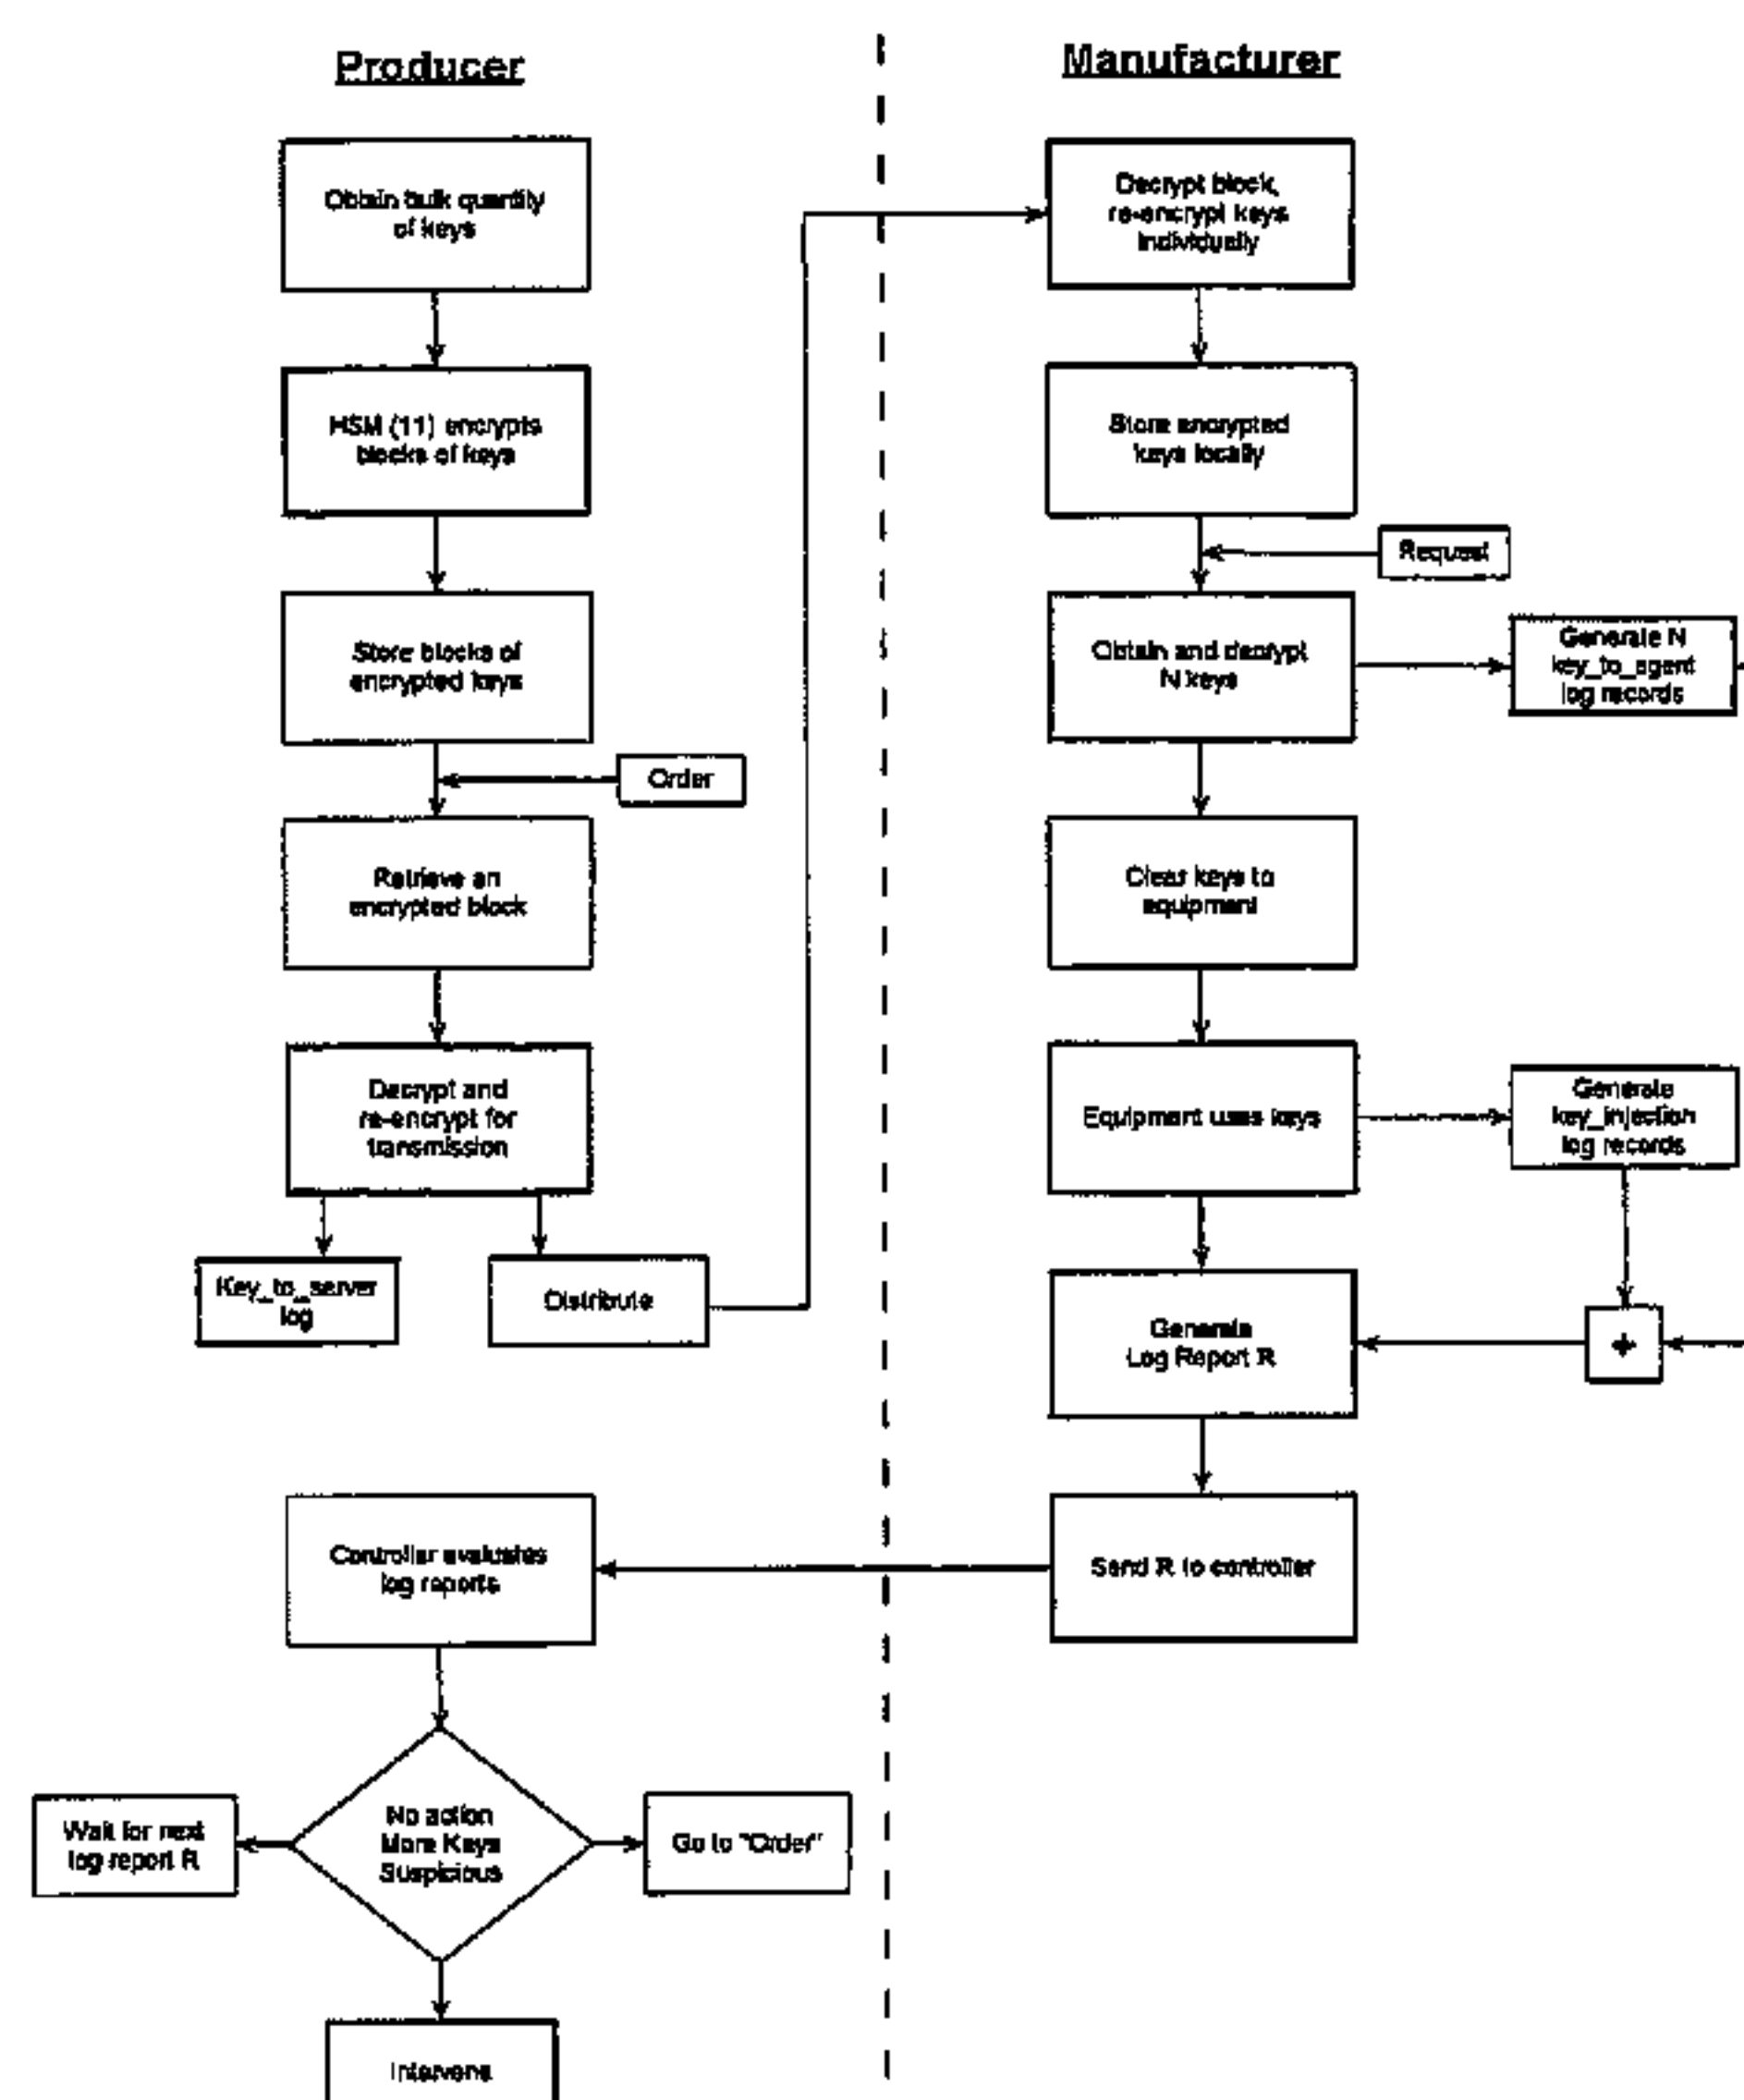 Producer
Obtain bulk quantity
of keys
HSM (11) encrypts
blocks of keys
Store blocks of
encrypted keys
Order
Retrieve an
encrypted block
Decrypt and
re-encrypt for
transmission
Key_to_server
log
Distribute
Controller evaluates
log reports
No action
More Keys
Suspicious
Wait for next
log report R
Go to "Order"
Intervene
Manufacturer
Decrypt block,
re-encrypt keys
individually
Store encrypted
keys locally
Request
Obtain and decrypt
N keys
Generate N
key_to_agent
log records
Clear keys to
equipment
Equipment uses keys
Generate
key_injection
log records
+
Generate
Log Report R
Send R to controller